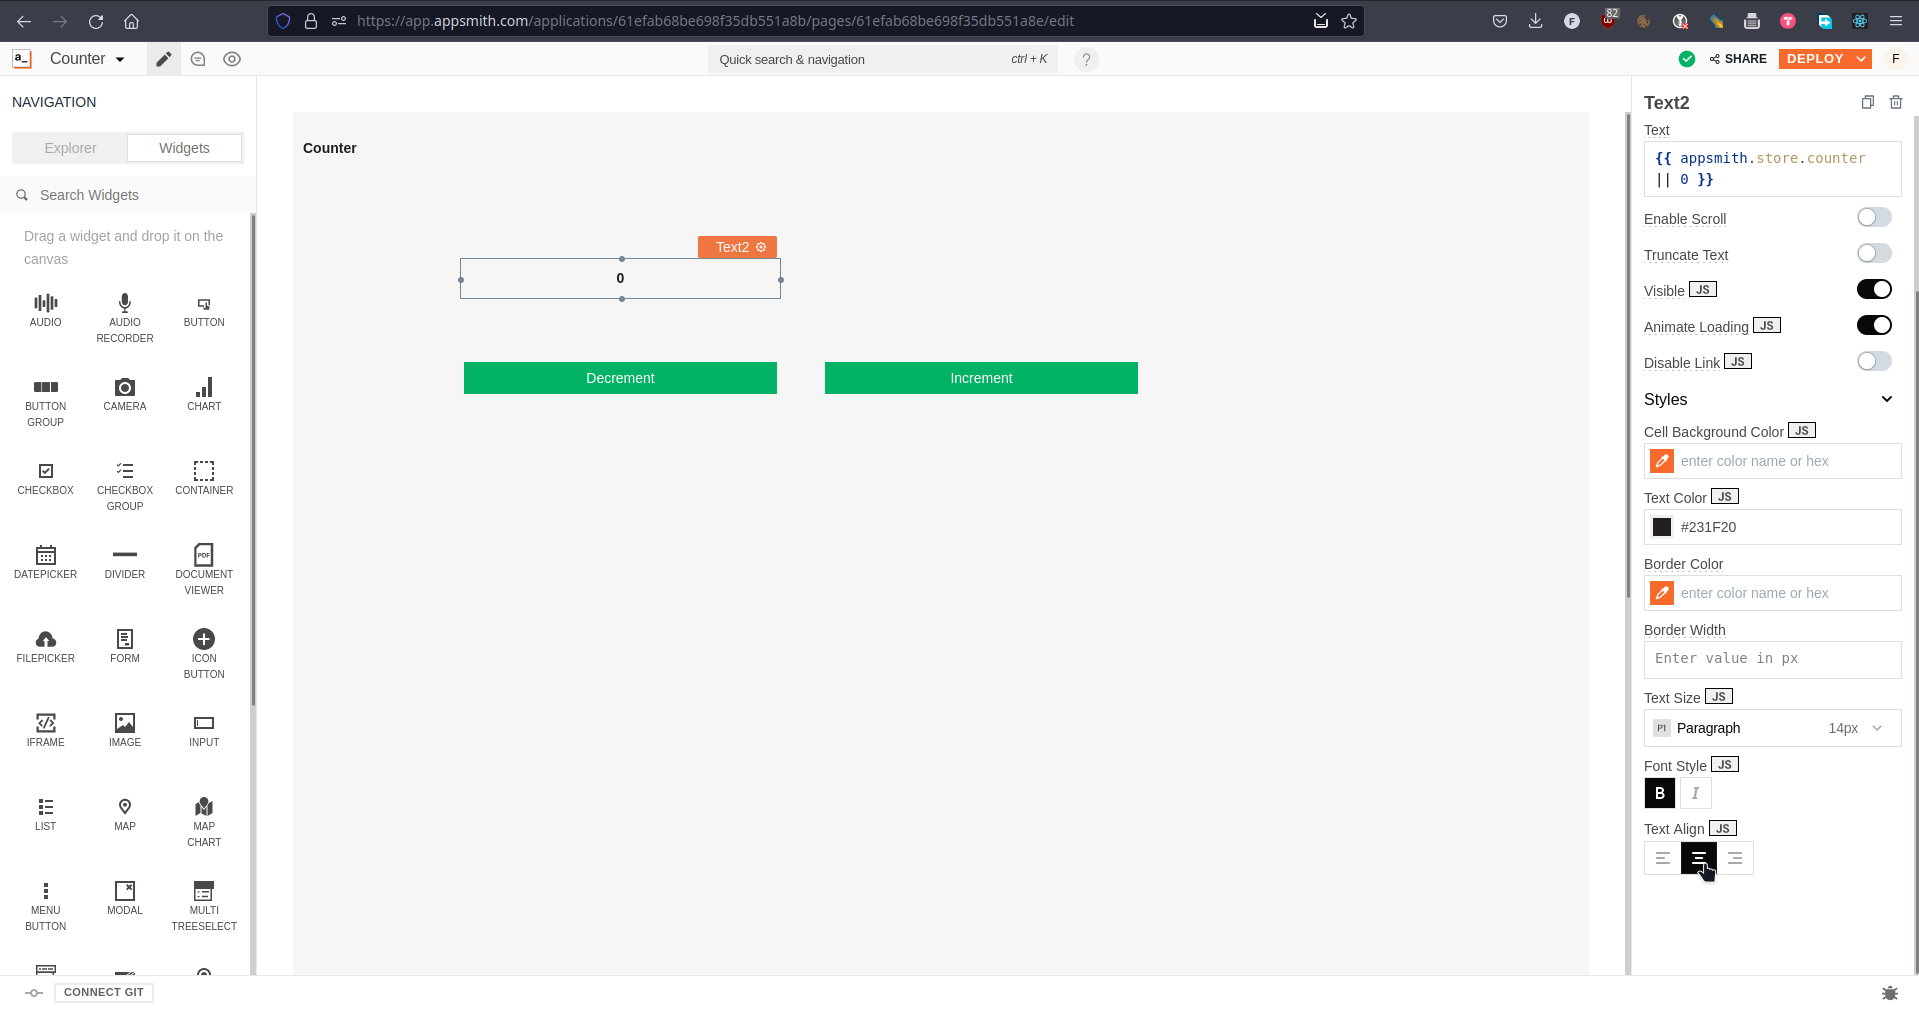 https://app.appsmith.com/applications/61efab68be698f35db551a8b/pages/61efab68be698f35db551a8e/edit
82
F
a_
Counter
Quick search & navigation
ctrl + K
?
SHARE
DEPLOY
F
NAVIGATION
Explorer
Widgets
Search Widgets
Drag a widget and drop it on the
canvas
AUDIO
AUDIO
RECORDER
BUTTON
BUTTON
GROUP
CAMERA
CHART
CHECKBOX
CHECKBOX
GROUP
CONTAINER
DATEPICKER
DIVIDER
PDF
DOCUMENT
VIEWER
FILEPICKER
FORM
ICON
BUTTON
IFRAME
IMAGE
INPUT
LIST
MAP
MAP
CHART
MENU
BUTTON
MODAL
MULTI
TREESELECT
CONNECT GIT
Counter
Text2
0
Decrement
Increment
Text2
Text
{{ appsmith.store.counter
|| 0 }}
Enable Scroll
Truncate Text
Visible JS
Animate Loading JS
Disable Link JS
Styles
Cell Background Color JS
enter color name or hex
Text Color JS
#231F20
Border Color
enter color name or hex
Border Width
Enter value in px
Text Size JS
P1 Paragraph 14px
Font Style JS
B I
Text Align JS